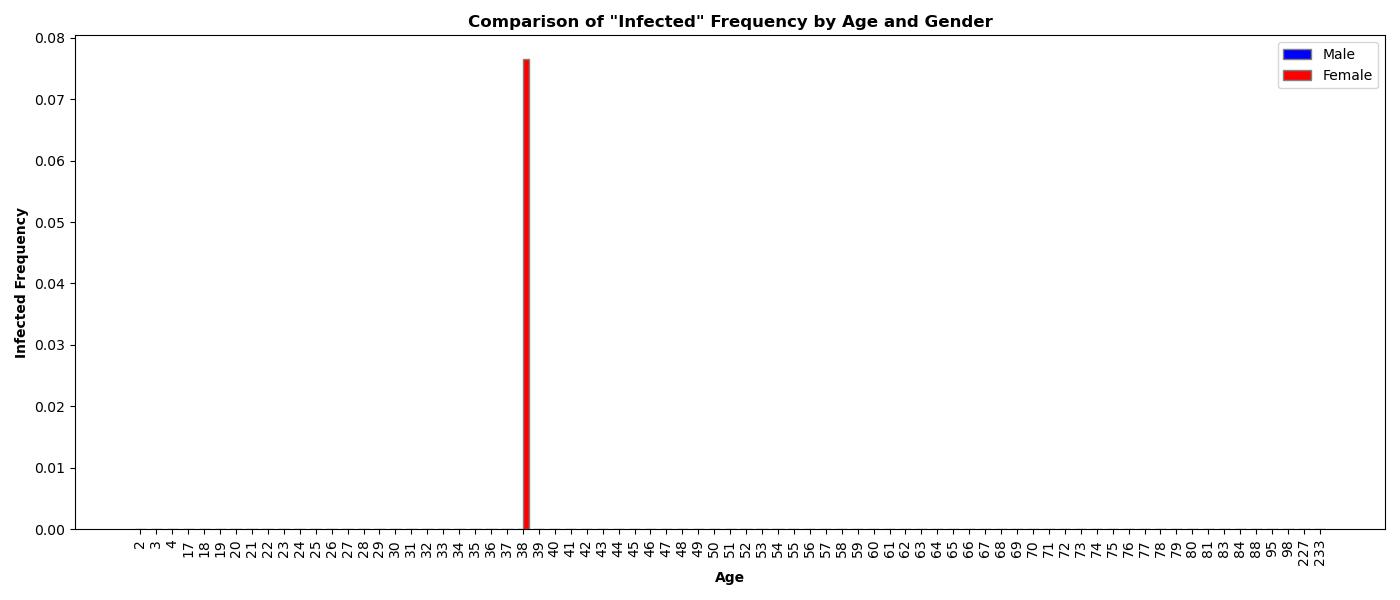 Comparison of "Infected" Frequency by Age and Gender
Male
Female
0.08
0.07
0.06
0.05
0.04
0.03
0.02
0.01
0.00
Infected Frequency
2 3 4 17 18 19 20 21 22 23 24 25 26 27 28 29 30 31 32 33 34 35 36 37 38 39 40 41 42 43 44 45 46 47 48 49 50 51 52 53 54 55 56 57 58 59 60 61 62 63 64 65 66 67 68 69 70 71 72 73 74 75 76 77 78 79 80 81 83 84 88 95 98 227 233
Age